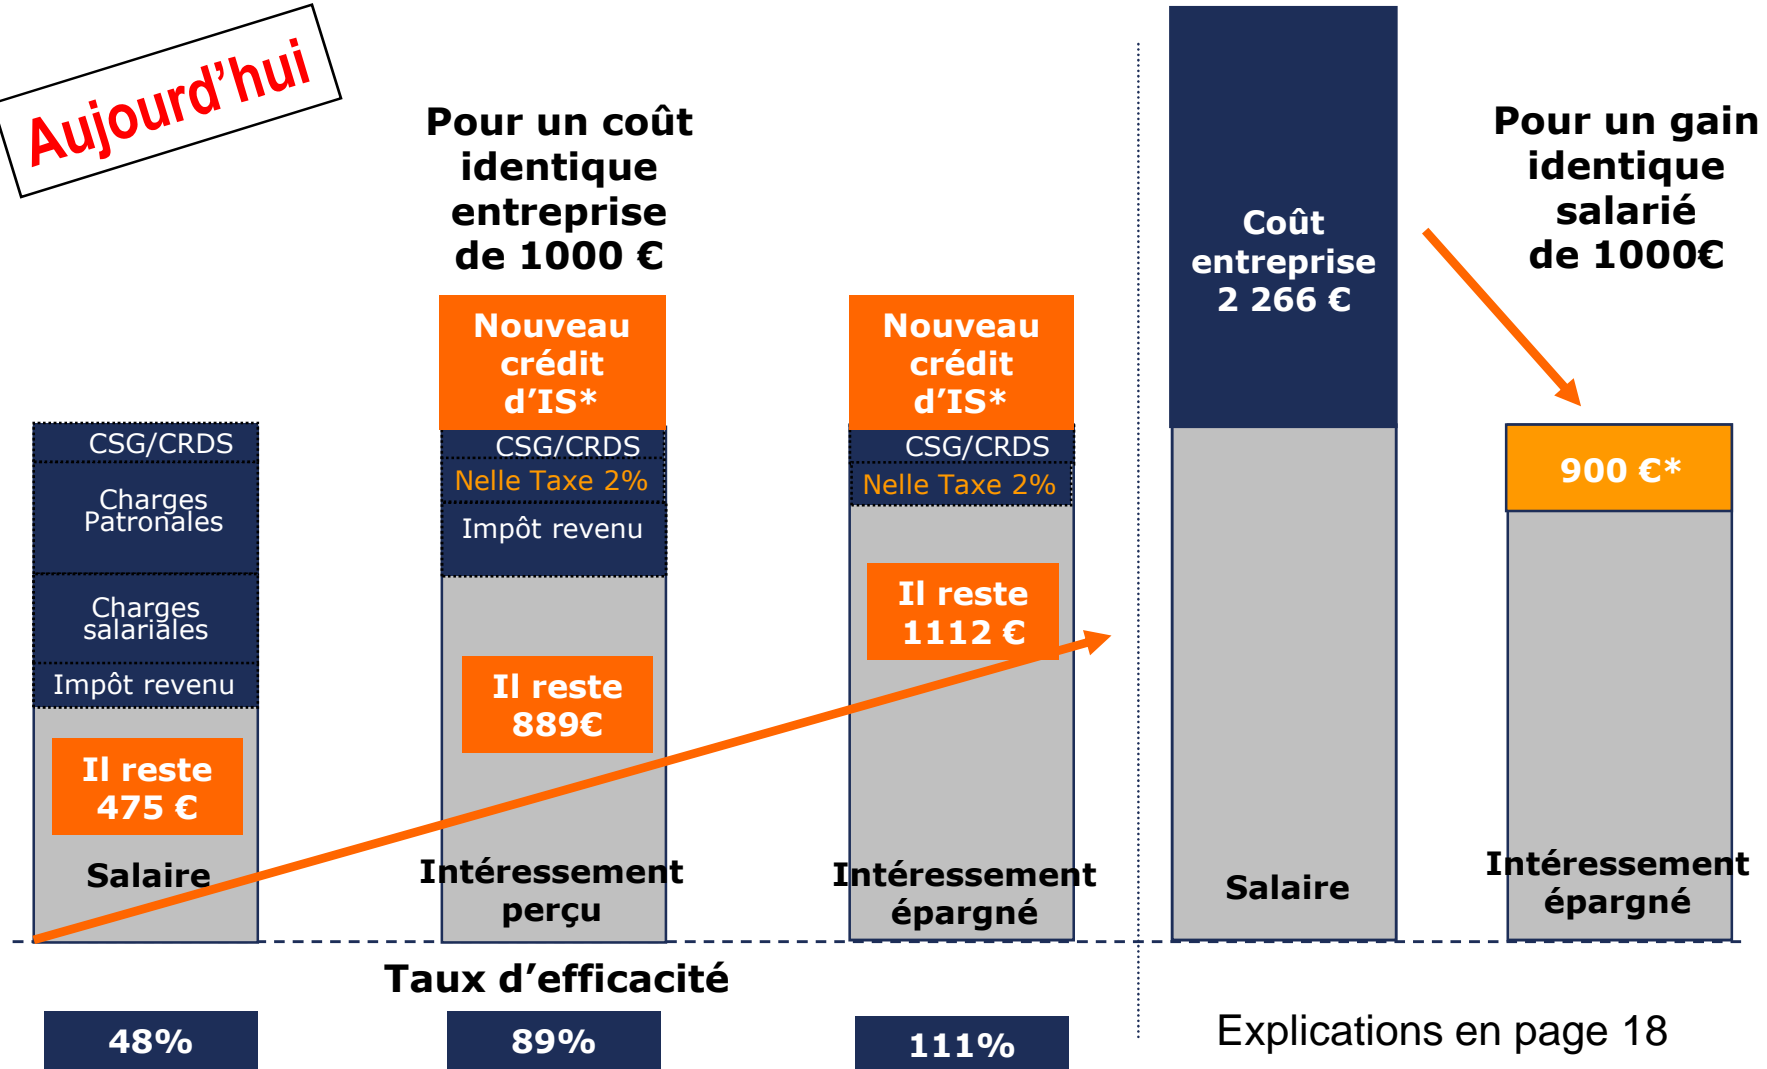 Aujourd'hui
Pour un coût
identique
entreprise
de 1000 €
Nouveau
crédit
d'IS*
Nouveau
crédit
d'IS*
Coût
entreprise
2 266 €
Pour un gain
identique
salarié
de 1000€
CSG/CRDS
Charges
Patronales
Charges
salariales
Impôt revenu
Il reste
475 €
Salaire
CSG/CRDS
Nelle Taxe 2%
Impôt revenu
Il reste
889€
Intéressement
perçu
CSG/CRDS
Nelle Taxe 2%
Il reste
1112 €
Intéressement
épargné
Salaire
900 €*
Intéressement
épargné
Taux d'efficacité
48%
89%
111%
Explications en page 18